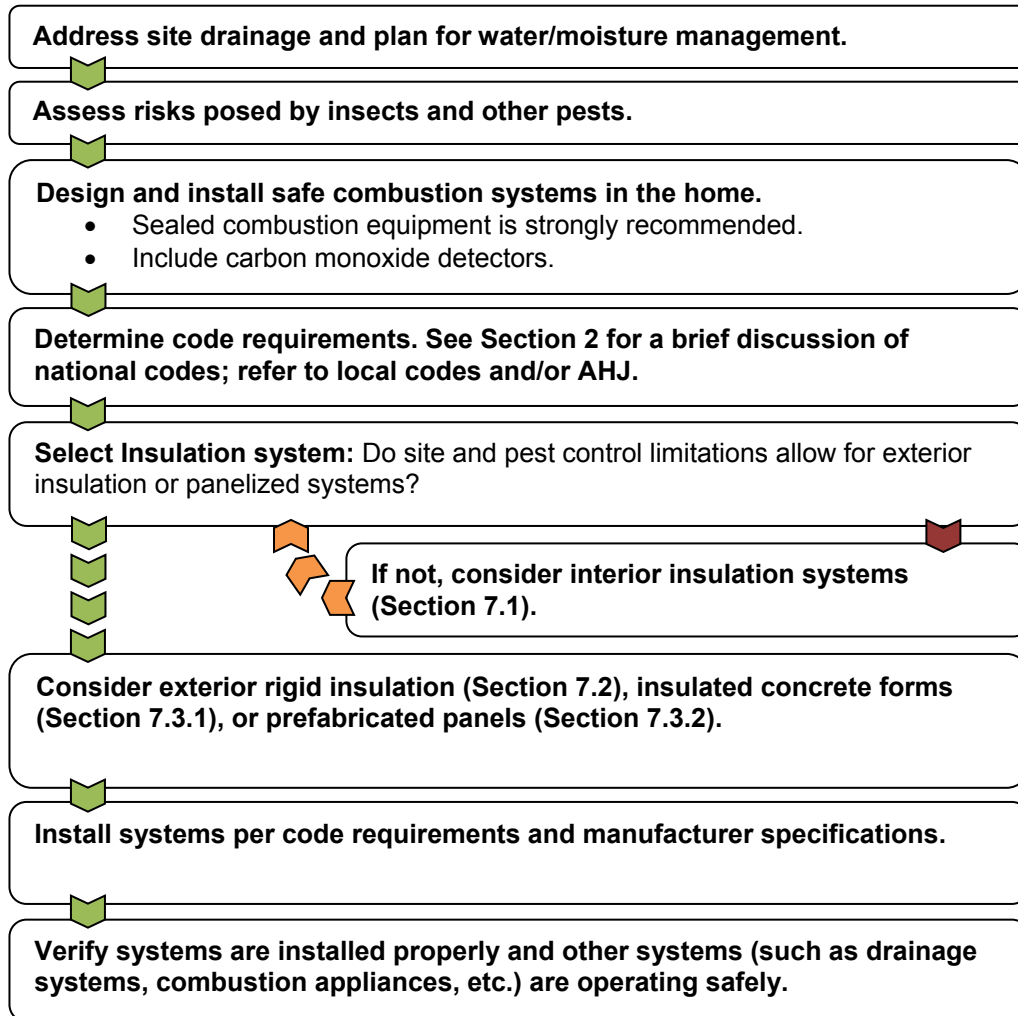 Address site drainage and plan for water/moisture management.
Assess risks posed by insects and other pests.
Design and install safe combustion systems in the home.
• Sealed combustion equipment is strongly recommended.
• Include carbon monoxide detectors.
Determine code requirements. See Section 2 for a brief discussion of
national codes; refer to local codes and/or AHJ.
Select Insulation system: Do site and pest control limitations allow for exterior
insulation or panelized systems?
If not, consider interior insulation systems
(Section 7.1).
Consider exterior rigid insulation (Section 7.2), insulated concrete forms
(Section 7.3.1), or prefabricated panels (Section 7.3.2).
Install systems per code requirements and manufacturer specifications.
Verify systems are installed properly and other systems (such as drainage
systems, combustion appliances, etc.) are operating safely.